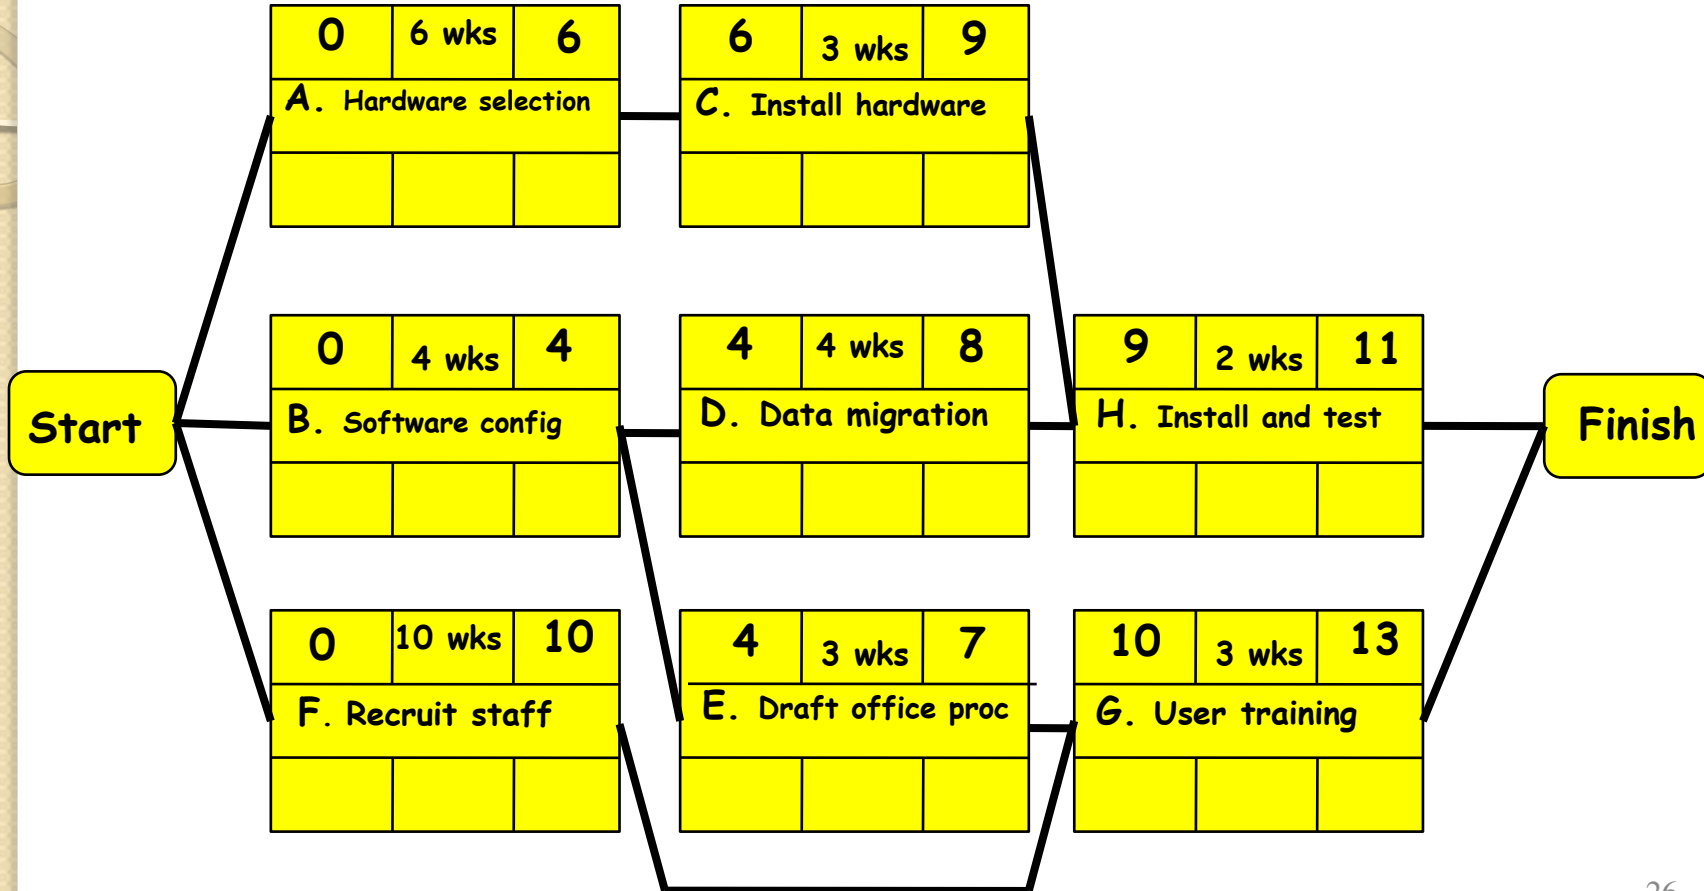 0 6 wks 6
A. Hardware selection
6 3 wks 9
C. Install hardware
Start
0 4 wks 4
B. Software config
4 4 wks 8
D. Data migration
9 2 wks 11
H. Install and test
Finish
0 10 wks 10
F. Recruit staff
4 3 wks 7
E. Draft office proc
10 3 wks 13
G. User training